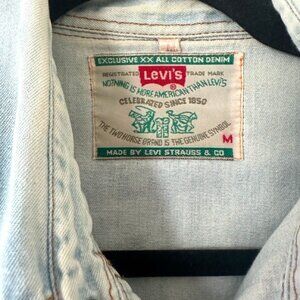 EXCLUSIVE XX ALL COTTON DENIM
REGISTRATED Levi's TRADE MARK
NOTHING IS MORE AMERICAN THAN LEVI'S ®
CELEBRATED SINCE 1850
THE TWO HORSE BRAND IS THE GENUINE SYMBOL
M
MADE BY LEVI STRAUSS & CO